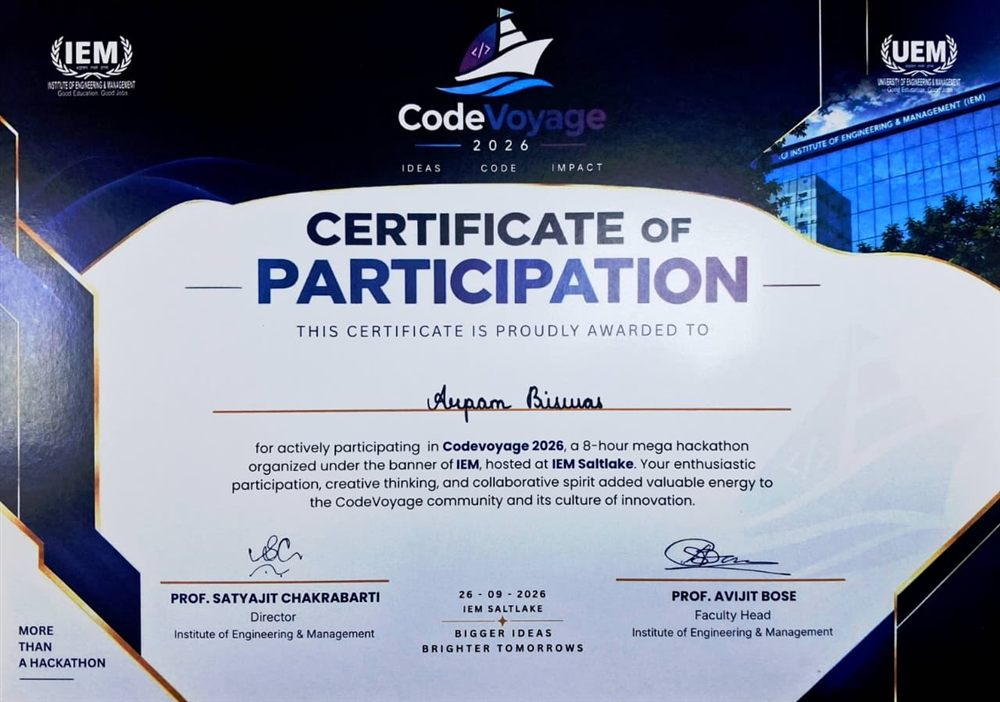 IEM
INSTITUTE OF ENGINEERING & MANAGEMENT
Good Education. Good Jobs
</>
CodeVoyage
2026
IDEAS CODE IMPACT
UEM
UNIVERSITY OF ENGINEERING & MANAGEMENT
Good Education, Good Jobs
INSTITUTE OF ENGINEERING & MANAGEMENT (IEM)
CERTIFICATE OF
PARTICIPATION
THIS CERTIFICATE IS PROUDLY AWARDED TO
Arpam Biswas
for actively participating in Codevoyage 2026, a 8-hour mega hackathon
organized under the banner of IEM, hosted at IEM Saltlake. Your enthusiastic
participation, creative thinking, and collaborative spirit added valuable energy to
the CodeVoyage community and its culture of innovation.
PROF. SATYAJIT CHAKRABARTI
Director
Institute of Engineering & Management
26 - 09 - 2026
IEM SALTLAKE
BIGGER IDEAS
BRIGHTER TOMORROWS
PROF. AVIJIT BOSE
Faculty Head
Institute of Engineering & Management
MORE
THAN
A HACKATHON